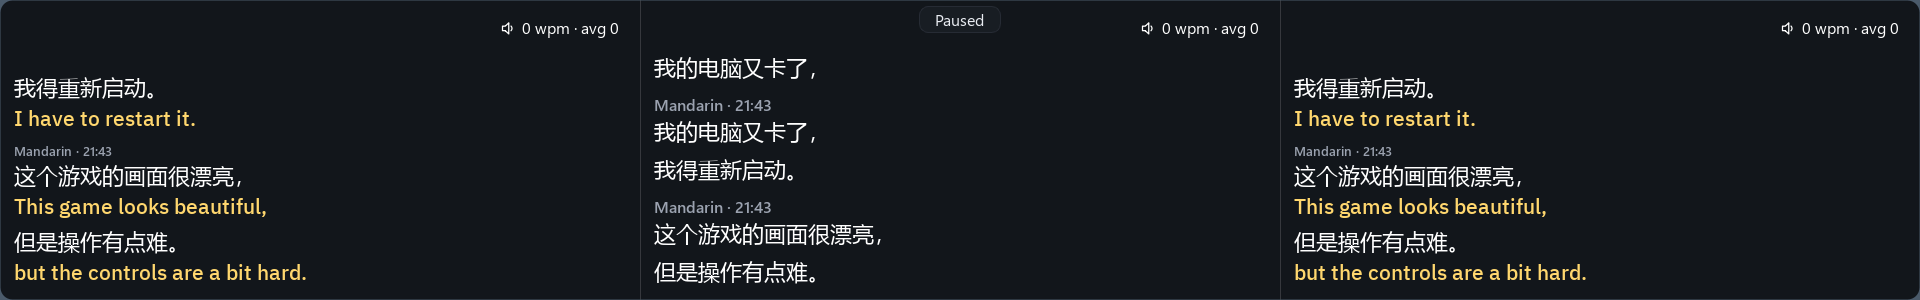 0 wpm · avg 0
我得重新启动。
I have to restart it.
Mandarin · 21:43
这个游戏的画面很漂亮，
This game looks beautiful,
但是操作有点难。
but the controls are a bit hard.
Paused
0 wpm · avg 0
我的电脑又卡了，
Mandarin · 21:43
我的电脑又卡了，
我得重新启动。
Mandarin · 21:43
这个游戏的画面很漂亮，
但是操作有点难。
0 wpm · avg 0
我得重新启动。
I have to restart it.
Mandarin · 21:43
这个游戏的画面很漂亮，
This game looks beautiful,
但是操作有点难。
but the controls are a bit hard.